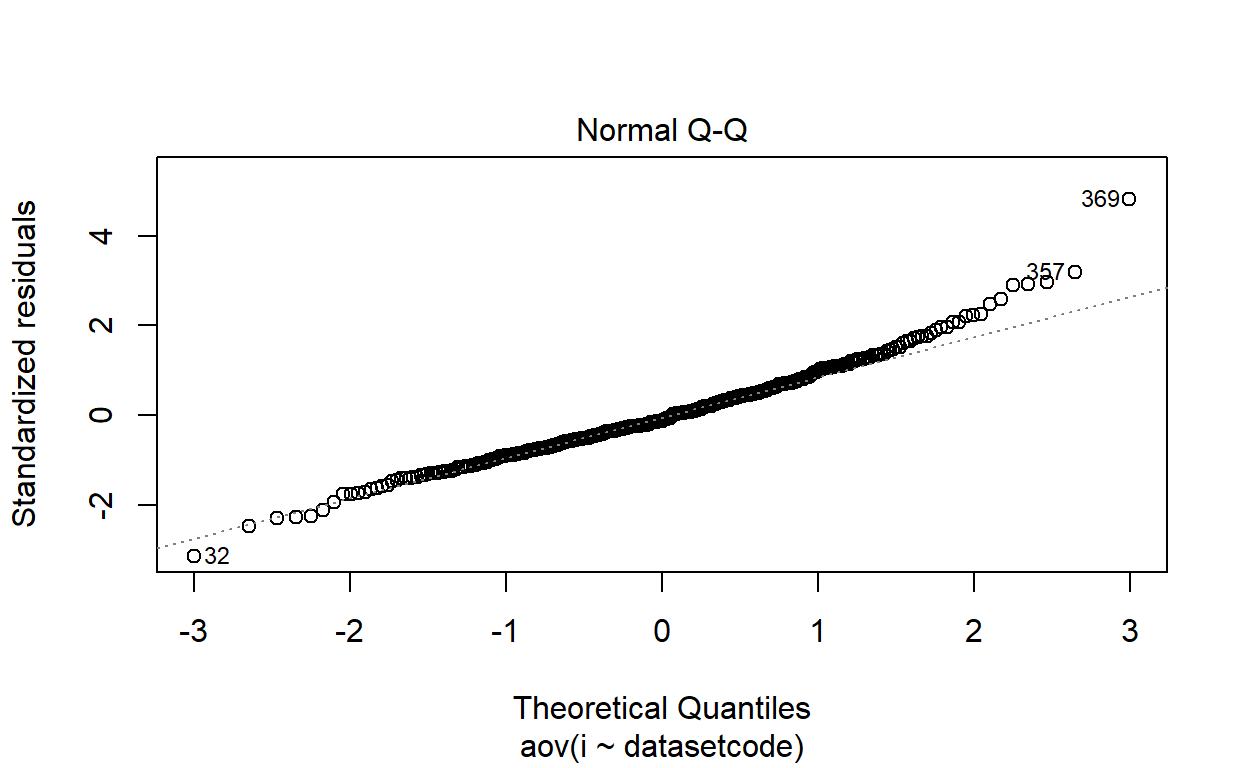 Normal Q-Q
Standardized residuals
4
2
0
-2
369
357
32
-3 -2 -1 0 1 2 3
Theoretical Quantiles
aov(i ~ datasetcode)